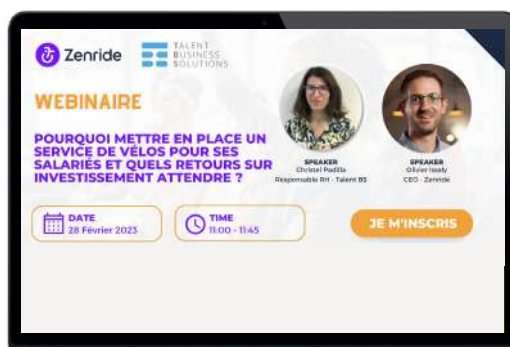 Zenride
TALENT
BUSINESS
SOLUTIONS
WEBINAIRE
POURQUOI METTRE EN PLACE UN
SERVICE DE VÉLOS POUR SES
SALARIÉS ET QUELS RETOURS SUR
INVESTISSEMENT ATTENDRE ?
SPEAKER
Christel Padilla
Responsable RH - Talent BS
SPEAKER
Olivier Issaly
CEO - Zenride
DATE
28 Février 2023
TIME
11:00 - 11:45
JE M'INSCRIS